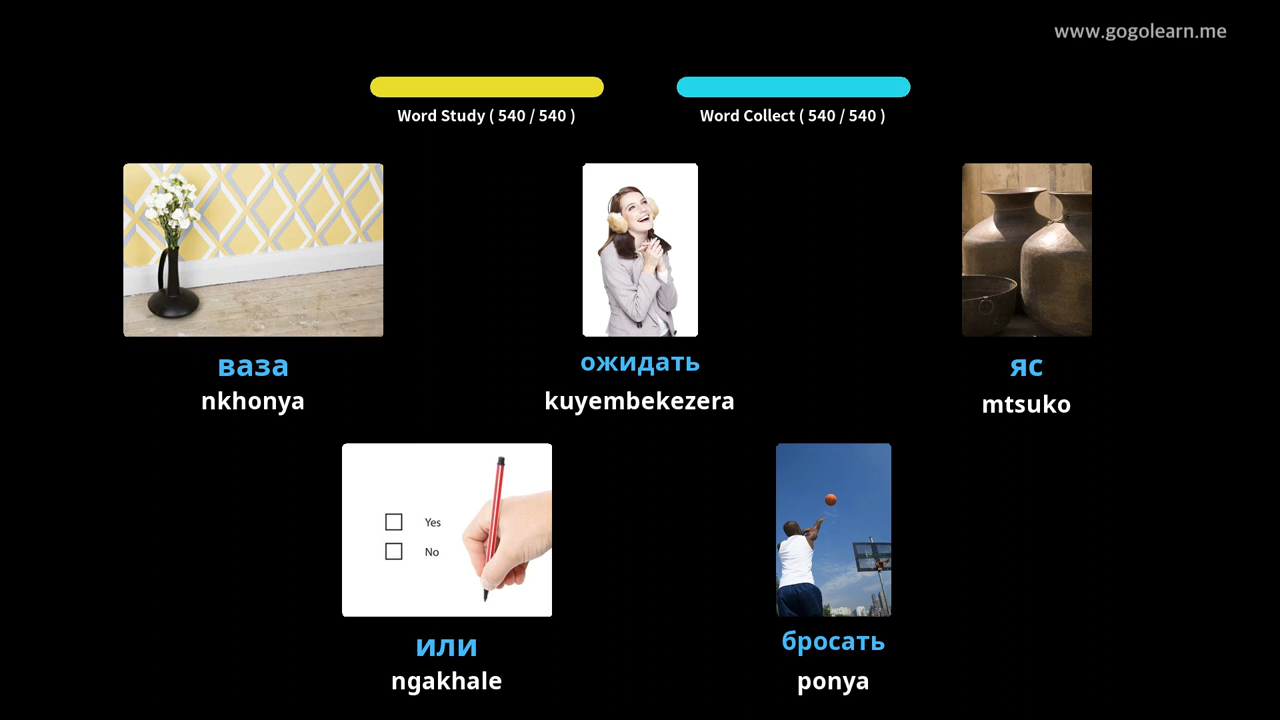 www.gogolearn.me
Word Study ( 540 / 540 )
Word Collect ( 540 / 540 )
ваза
nkhonya
ожидать
kuyembekezera
яс
mtsuko
Yes
No
или
ngakhale
бросать
ponya